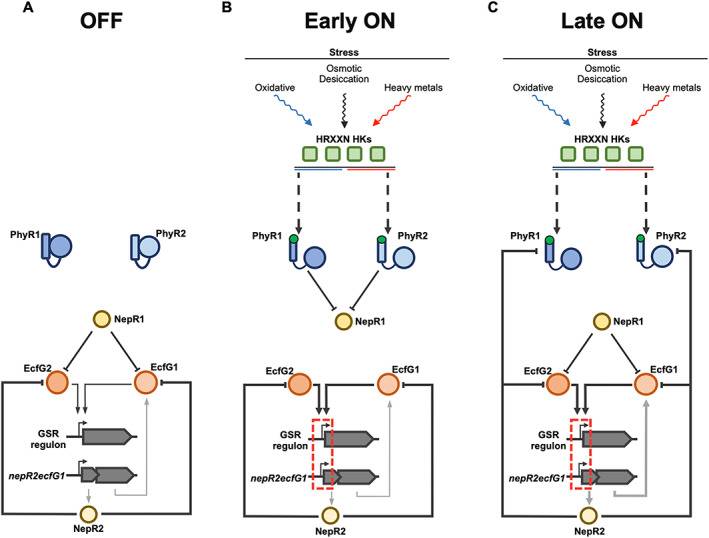 A
OFF
PhyR1
PhyR2
NepR1
EcfG2
EcfG1
GSR
regulon
nepR2ecfG1
NepR2
B
Early ON
Stress
Osmotic
Desiccation
Oxidative
Heavy metals
HRXXN HKs
PhyR1
PhyR2
NepR1
EcfG2
EcfG1
GSR
regulon
nepR2ecfG1
NepR2
C
Late ON
Stress
Osmotic
Desiccation
Oxidative
Heavy metals
HRXXN HKs
PhyR1
PhyR2
NepR1
EcfG2
EcfG1
GSR
regulon
nepR2ecfG1
NepR2